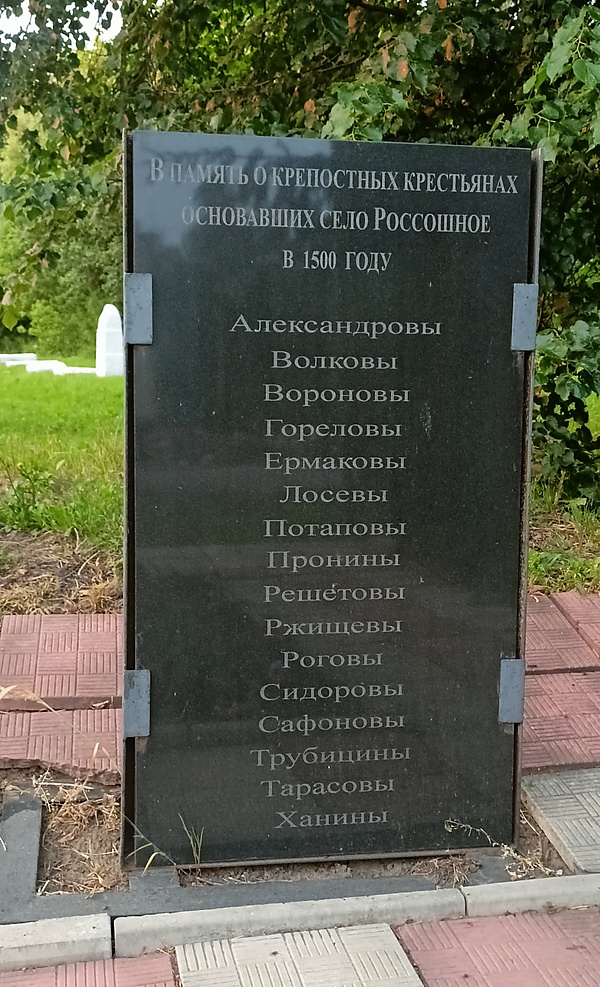 В ПАМЯТЬ О КРЕПОСТНЫХ КРЕСТЬЯНАХ
ОСНОВАВШИХ СЕЛО РОССОШНОЕ
В 1500 ГОДУ
Александровы
Волковы
Вороновы
Гореловы
Ермаковы
Лосевы
Потаповы
Пронины
Решетовы
Ржищевы
Роговы
Сидоровы
Сафоновы
Трубицины
Тарасовы
Ханины